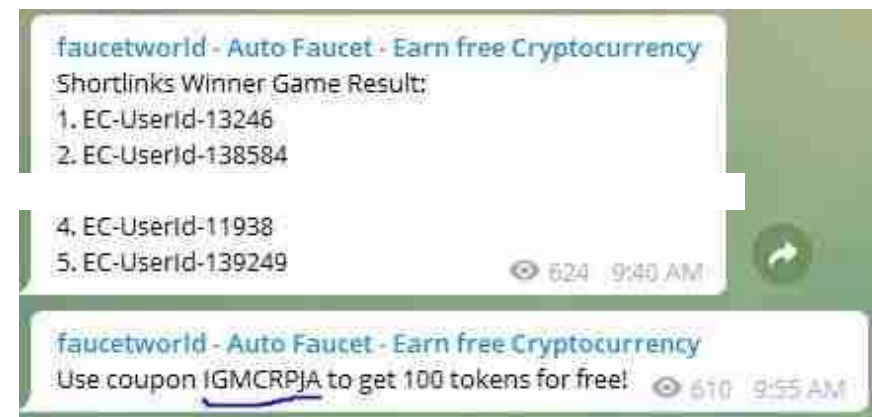 faucetworld - Auto Faucet - Earn free Cryptocurrency
Shortlinks Winner Game Result:
1. EC-UserId-13246
2. EC-UserId-138584
4. EC-UserId-11938
5. EC-UserId-139249
624 9:40 AM
faucetworld - Auto Faucet - Earn free Cryptocurrency
Use coupon IGMCRPJA to get 100 tokens for free!
610 9:55 AM